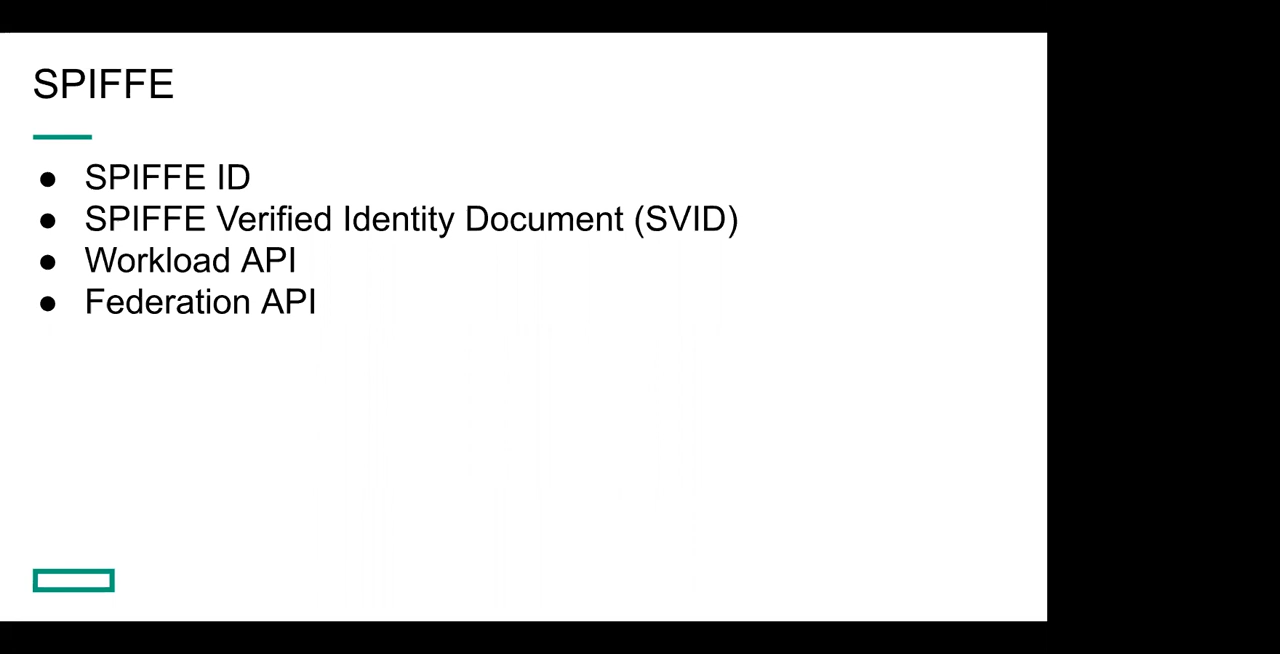 SPIFFE
● SPIFFE ID
● SPIFFE Verified Identity Document (SVID)
● Workload API
● Federation API